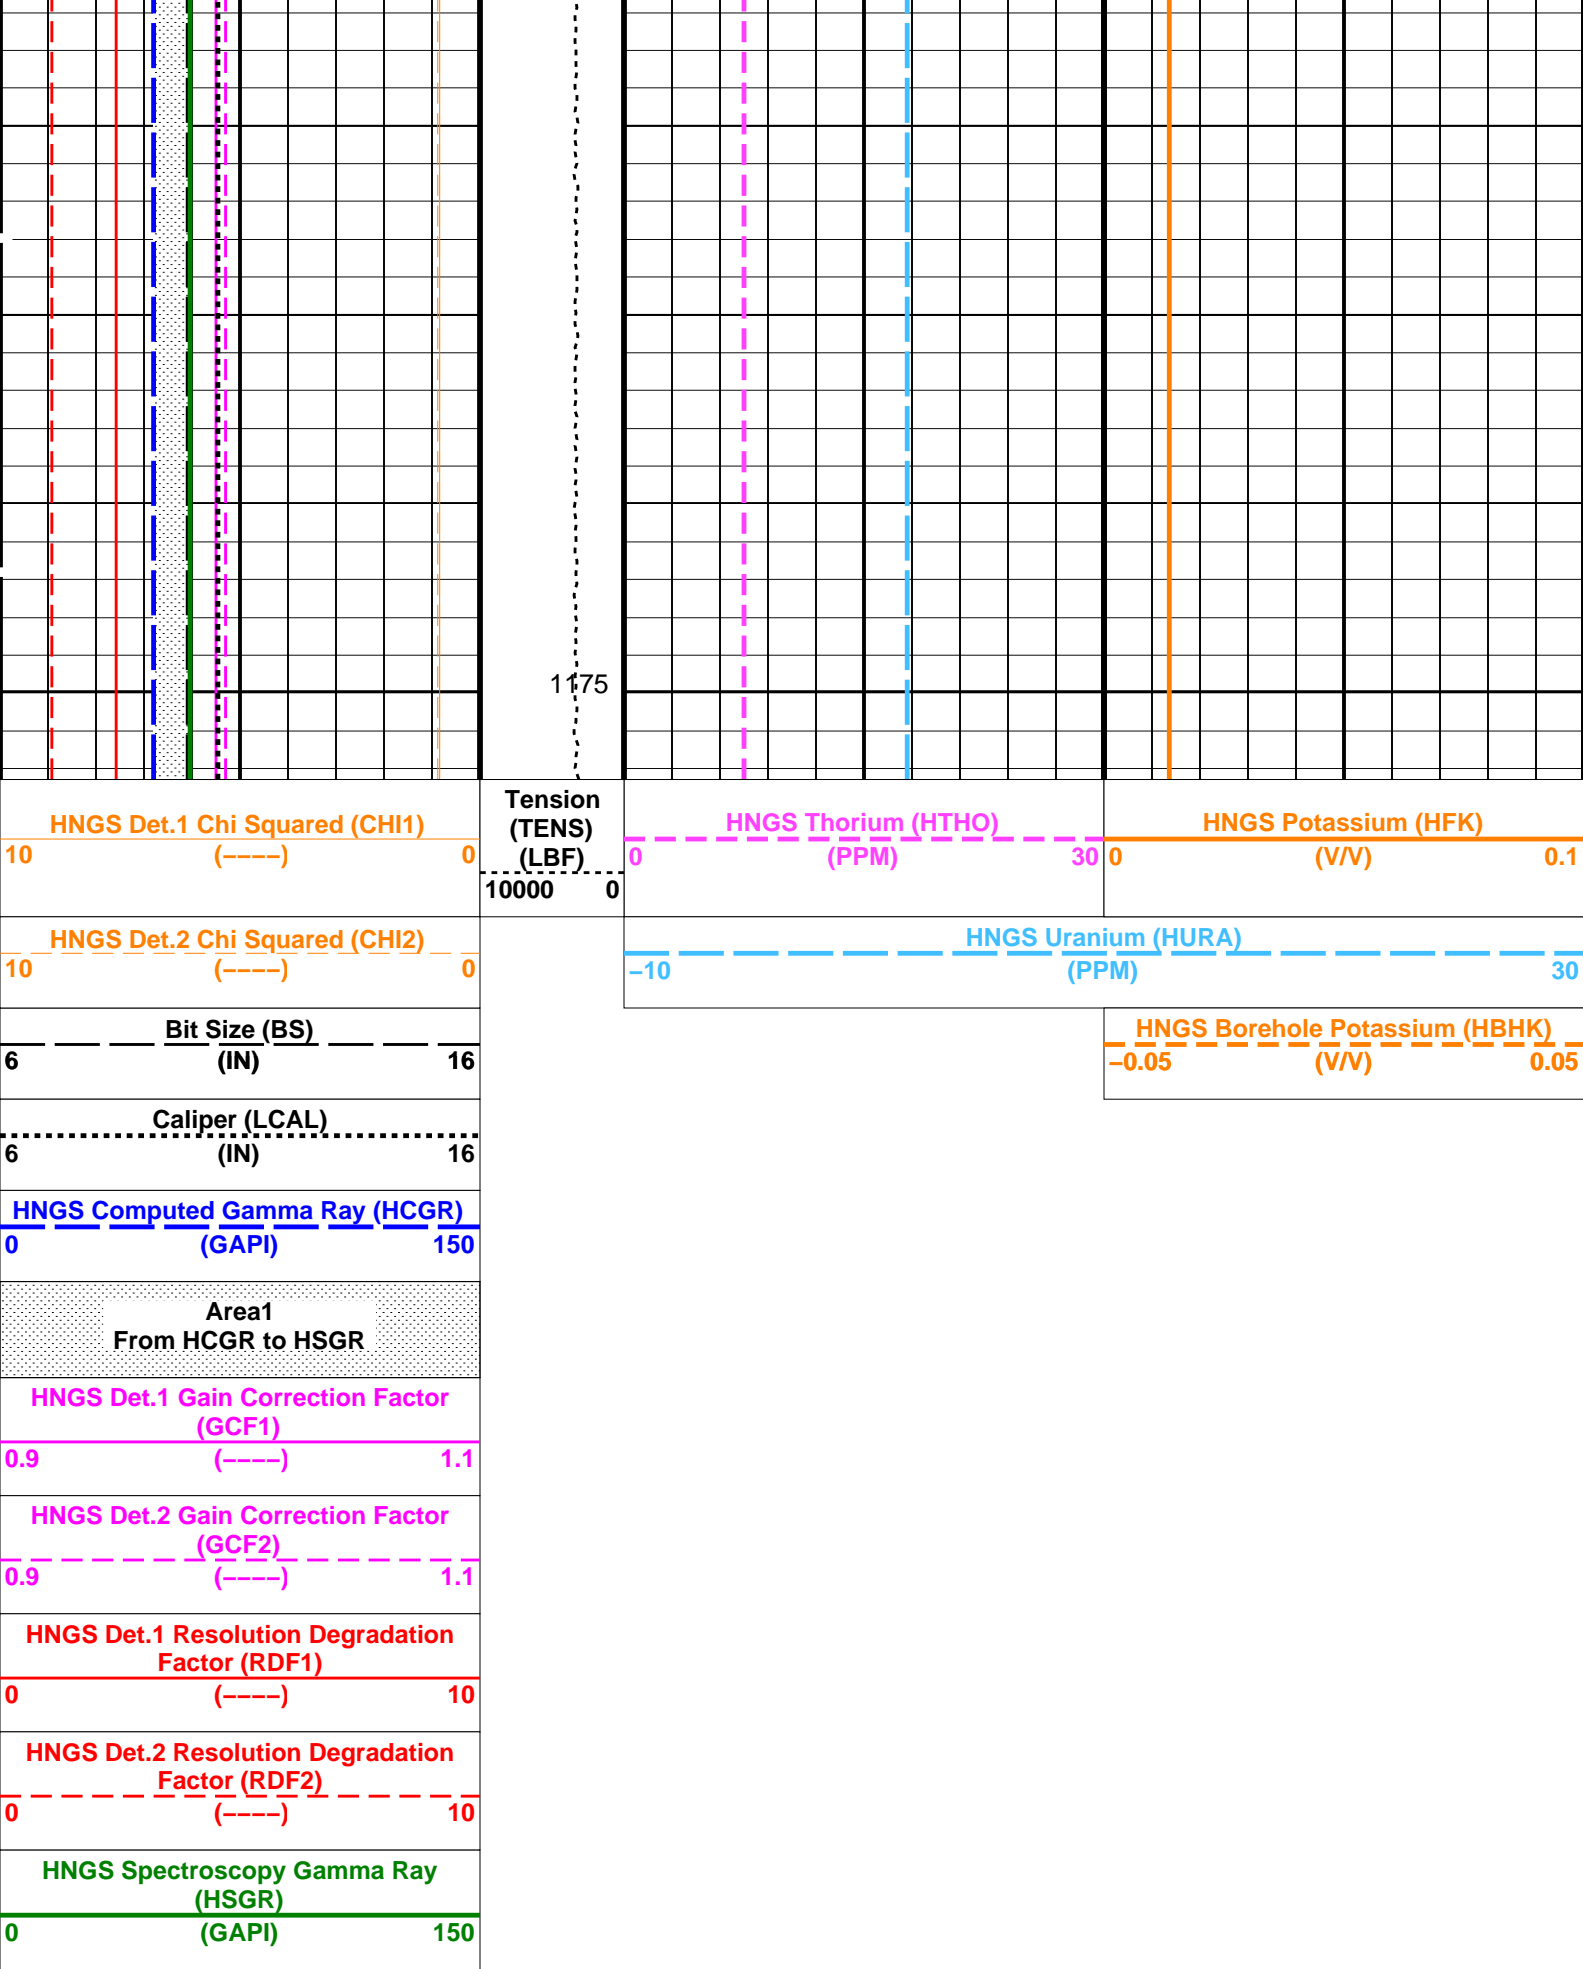 1175
HNGS Det.1 Chi Squared (CHI1)
10 (−−−−) 0
Tension
(TENS)
(LBF)
10000 0
HNGS Thorium (HTHO)
0 (PPM) 30
HNGS Potassium (HFK)
0 (V/V) 0.1
HNGS Det.2 Chi Squared (CHI2)
10 (−−−−) 0
HNGS Uranium (HURA)
−10 (PPM) 30
Bit Size (BS)
6 (IN) 16
HNGS Borehole Potassium (HBHK)
−0.05 (V/V) 0.05
Caliper (LCAL)
6 (IN) 16
HNGS Computed Gamma Ray (HCGR)
0 (GAPI) 150
Area1
From HCGR to HSGR
HNGS Det.1 Gain Correction Factor
(GCF1)
0.9 (−−−−) 1.1
HNGS Det.2 Gain Correction Factor
(GCF2)
0.9 (−−−−) 1.1
HNGS Det.1 Resolution Degradation
Factor (RDF1)
0 (−−−−) 10
HNGS Det.2 Resolution Degradation
Factor (RDF2)
0 (−−−−) 10
HNGS Spectroscopy Gamma Ray
(HSGR)
0 (GAPI) 150